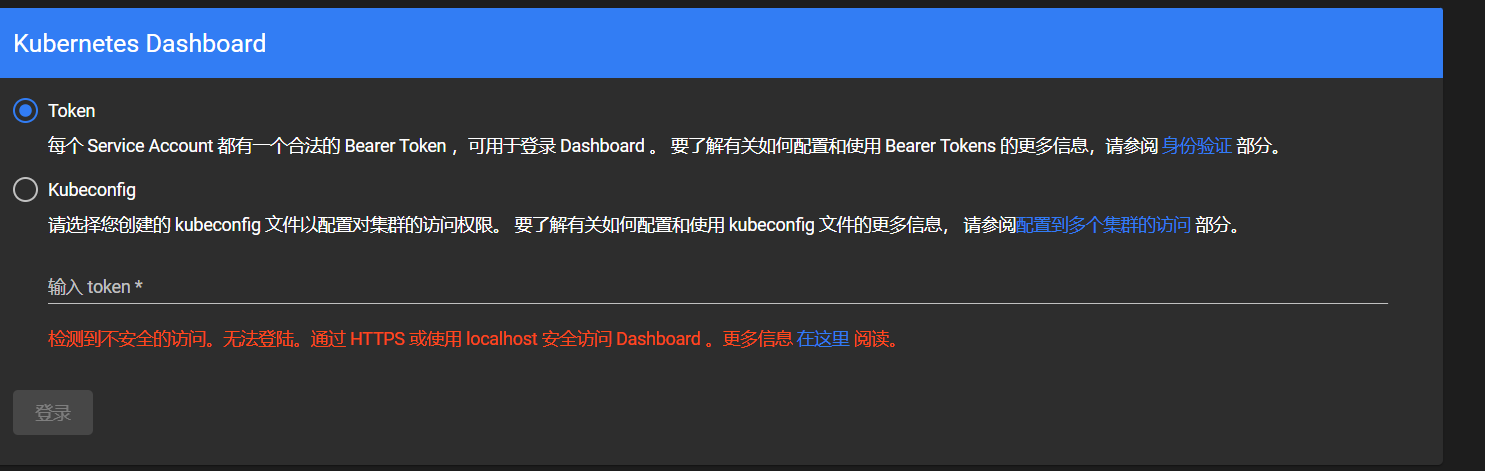 Kubernetes Dashboard
Token
每个 Service Account 都有一个合法的 Bearer Token ，可用于登录 Dashboard 。 要了解有关如何配置和使用 Bearer Tokens 的更多信息，请参阅 身份验证 部分。
Kubeconfig
请选择您创建的 kubeconfig 文件以配置对集群的访问权限。 要了解有关如何配置和使用 kubeconfig 文件的更多信息， 请参阅配置到多个集群的访问 部分。
输入 token *
检测到不安全的访问。无法登陆。通过 HTTPS 或使用 localhost 安全访问 Dashboard 。更多信息 在这里 阅读。
登录